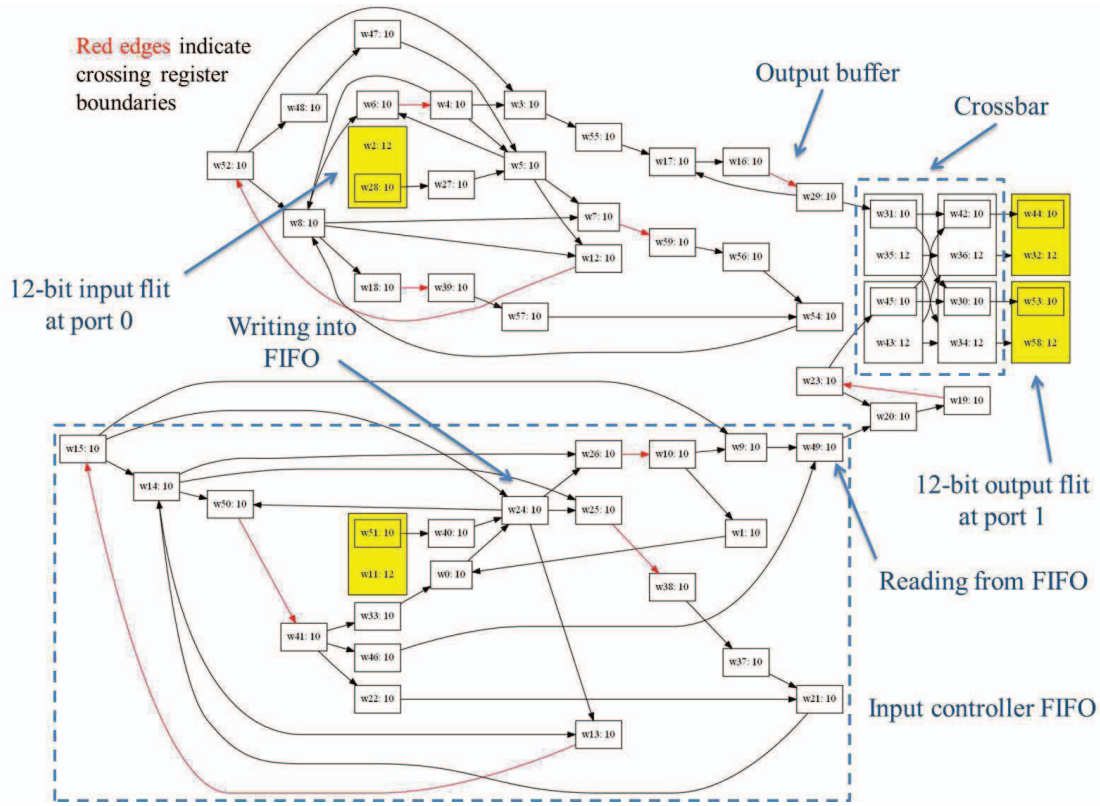 Red edges indicate
crossing register
boundaries
w47: 10
Output buffer
Crossbar
w48: 10
w6: 10
w4: 10
w3: 10
w2: 12
w55: 10
w52: 10
w28: 10
w27: 10
w5: 10
w17: 10
w16: 10
w29: 10
w8: 10
w7: 10
w31: 10
w42: 10
w44: 10
w59: 10
w12: 10
w56: 10
w35: 12
w36: 12
w32: 12
12-bit input flit
at port 0
w18: 10
w39: 10
w57: 10
w54: 10
w45: 10
w30: 10
w53: 10
w43: 12
w34: 12
w58: 12
Writing into
FIFO
w23: 10
w19: 10
w20: 10
w15: 10
w14: 10
w50: 10
w26: 10
w10: 10
w9: 10
w49: 10
w24: 10
w25: 10
w51: 10
w40: 10
w1: 10
w11: 12
w0: 10
w38: 10
12-bit output flit
at port 1
Reading from FIFO
w33: 10
w41: 10
w46: 10
w37: 10
w22: 10
w21: 10
Input controller FIFO
w13: 10